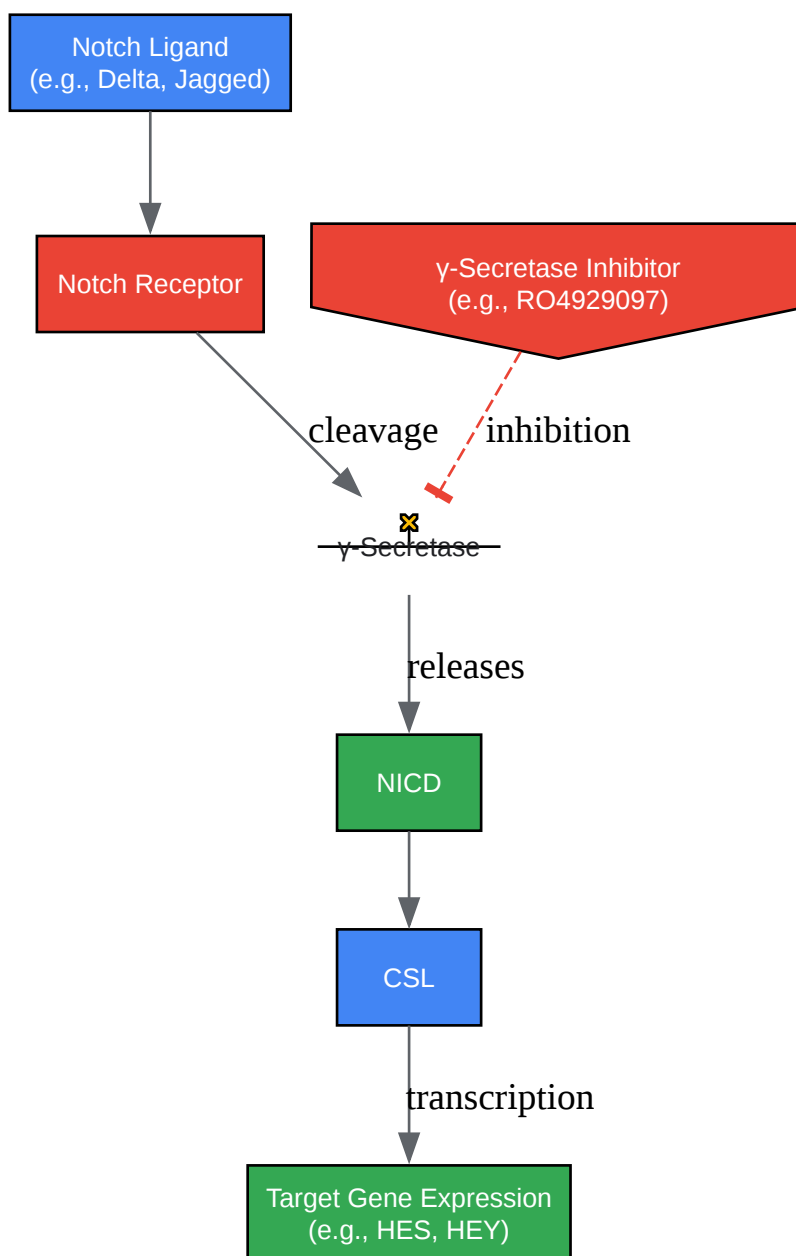 Notch Ligand
(e.g., Delta, Jagged)
Notch Receptor
γ-Secretase Inhibitor
(e.g., RO4929097)
cleavage
inhibition
γ-Secretase
releases
NICD
CSL
transcription
Target Gene Expression
(e.g., HES, HEY)